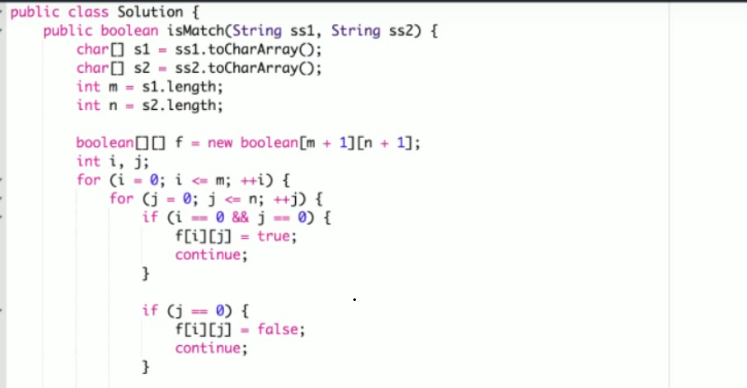 public class Solution {
public boolean isMatch(String ss1, String ss2) {
char[] s1 = ss1.toCharArray();
char[] s2 = ss2.toCharArray();
int m = s1.length;
int n = s2.length;
boolean[][] f = new boolean[m + 1][n + 1];
int i, j;
for (i = 0; i <= m; ++i) {
for (j = 0; j <= n; ++j) {
if (i == 0 && j == 0) {
f[i][j] = true;
continue;
}
if (j == 0) {
f[i][j] = false;
continue;
}